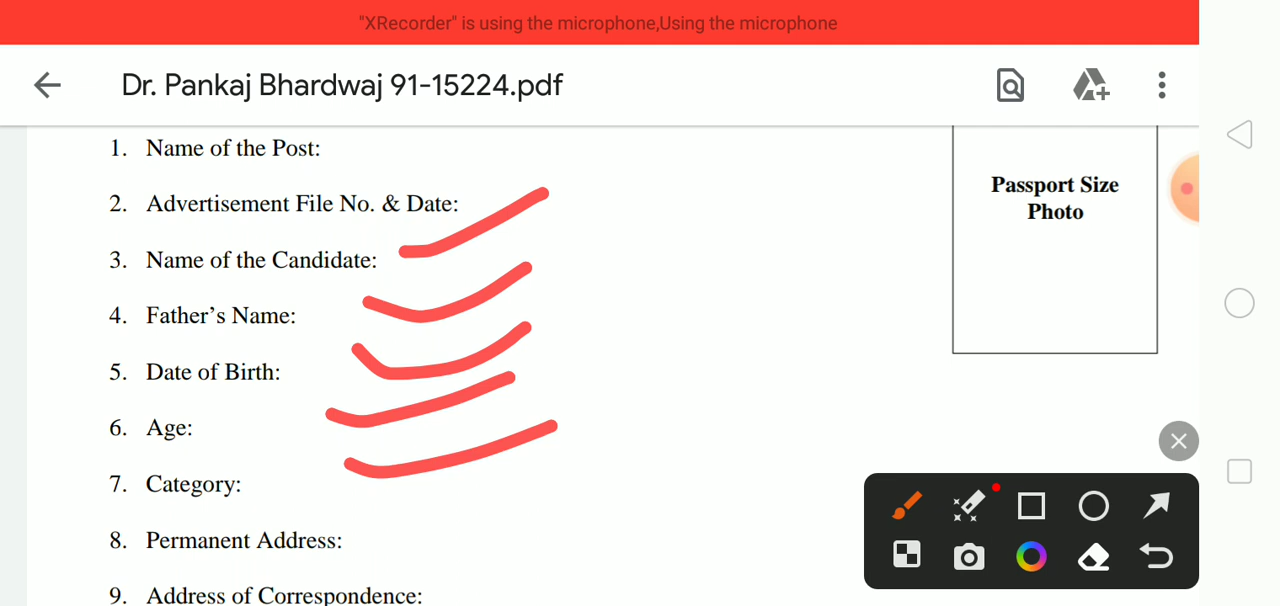 "XRecorder" is using the microphone,Using the microphone
Dr. Pankaj Bhardwaj 91-15224.pdf
1. Name of the Post:
2. Advertisement File No. & Date:
3. Name of the Candidate:
4. Father’s Name:
5. Date of Birth:
6. Age:
7. Category:
8. Permanent Address:
9. Address of Correspondence:
Passport Size
Photo